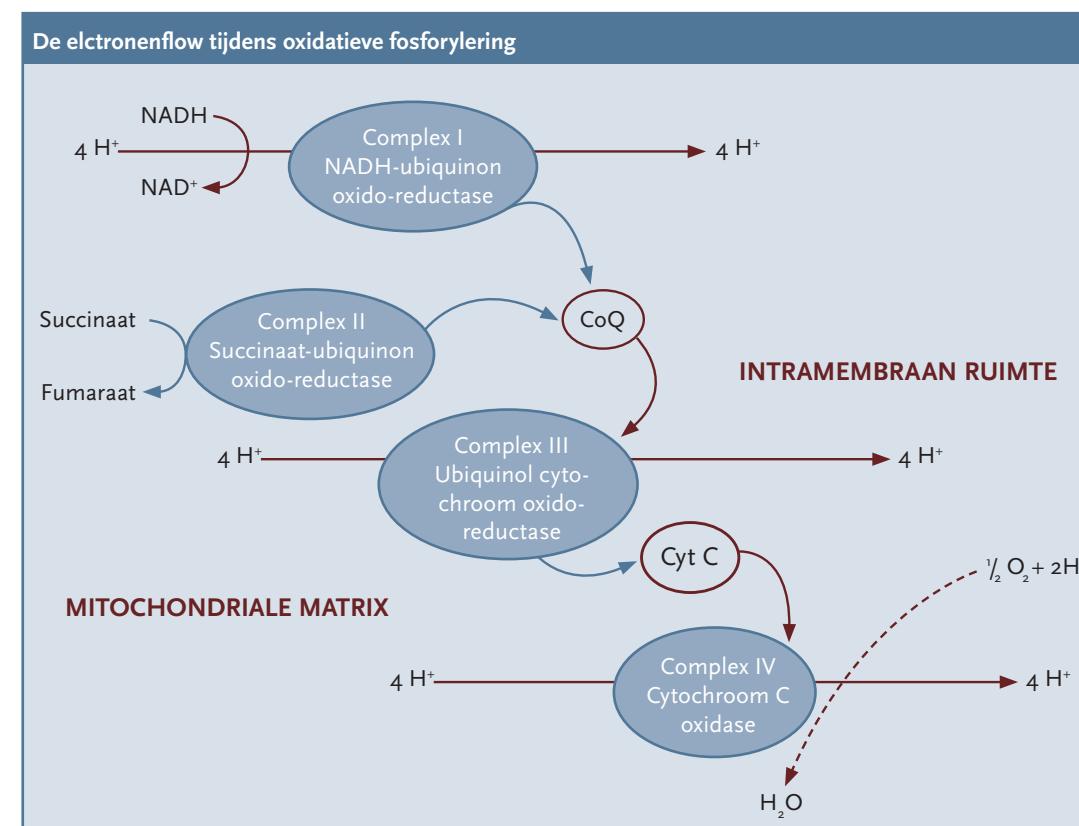 De elctronenflow tijdens oxidatieve fosforylering
NADH
4 H⁺
NAD⁺
Complex I
NADH-ubiquinon
oxido-reductase
4 H⁺
Succinaat
Fumaraat
Complex II
Succinaat-ubiquinon
oxido-reductase
CoQ
INTRAMEMBRAAN RUIMTE
4 H⁺
Complex III
Ubiquinol cyto-
chroom oxido-
reductase
4 H⁺
Cyt C
½ O₂ + 2H
MITOCHONDRIALE MATRIX
4 H⁺
Complex IV
Cytochroom C
oxidase
4 H⁺
H₂O